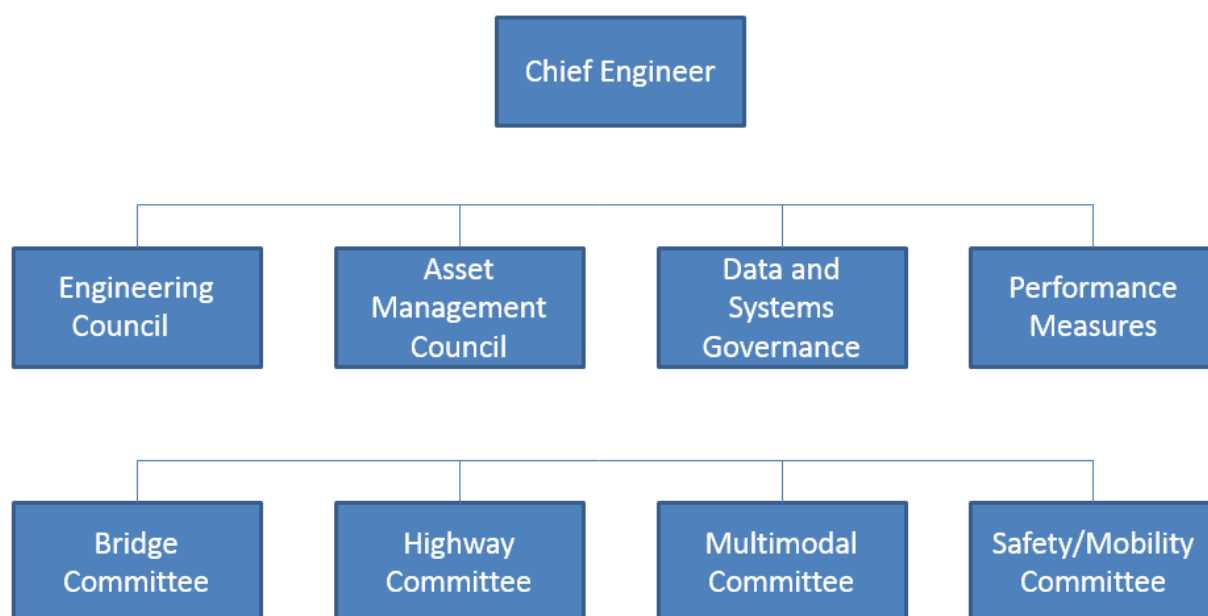 Chief Engineer
Engineering
Council
Asset
Management
Council
Data and
Systems
Governance
Performance
Measures
Bridge
Committee
Highway
Committee
Multimodal
Committee
Safety/Mobility
Committee